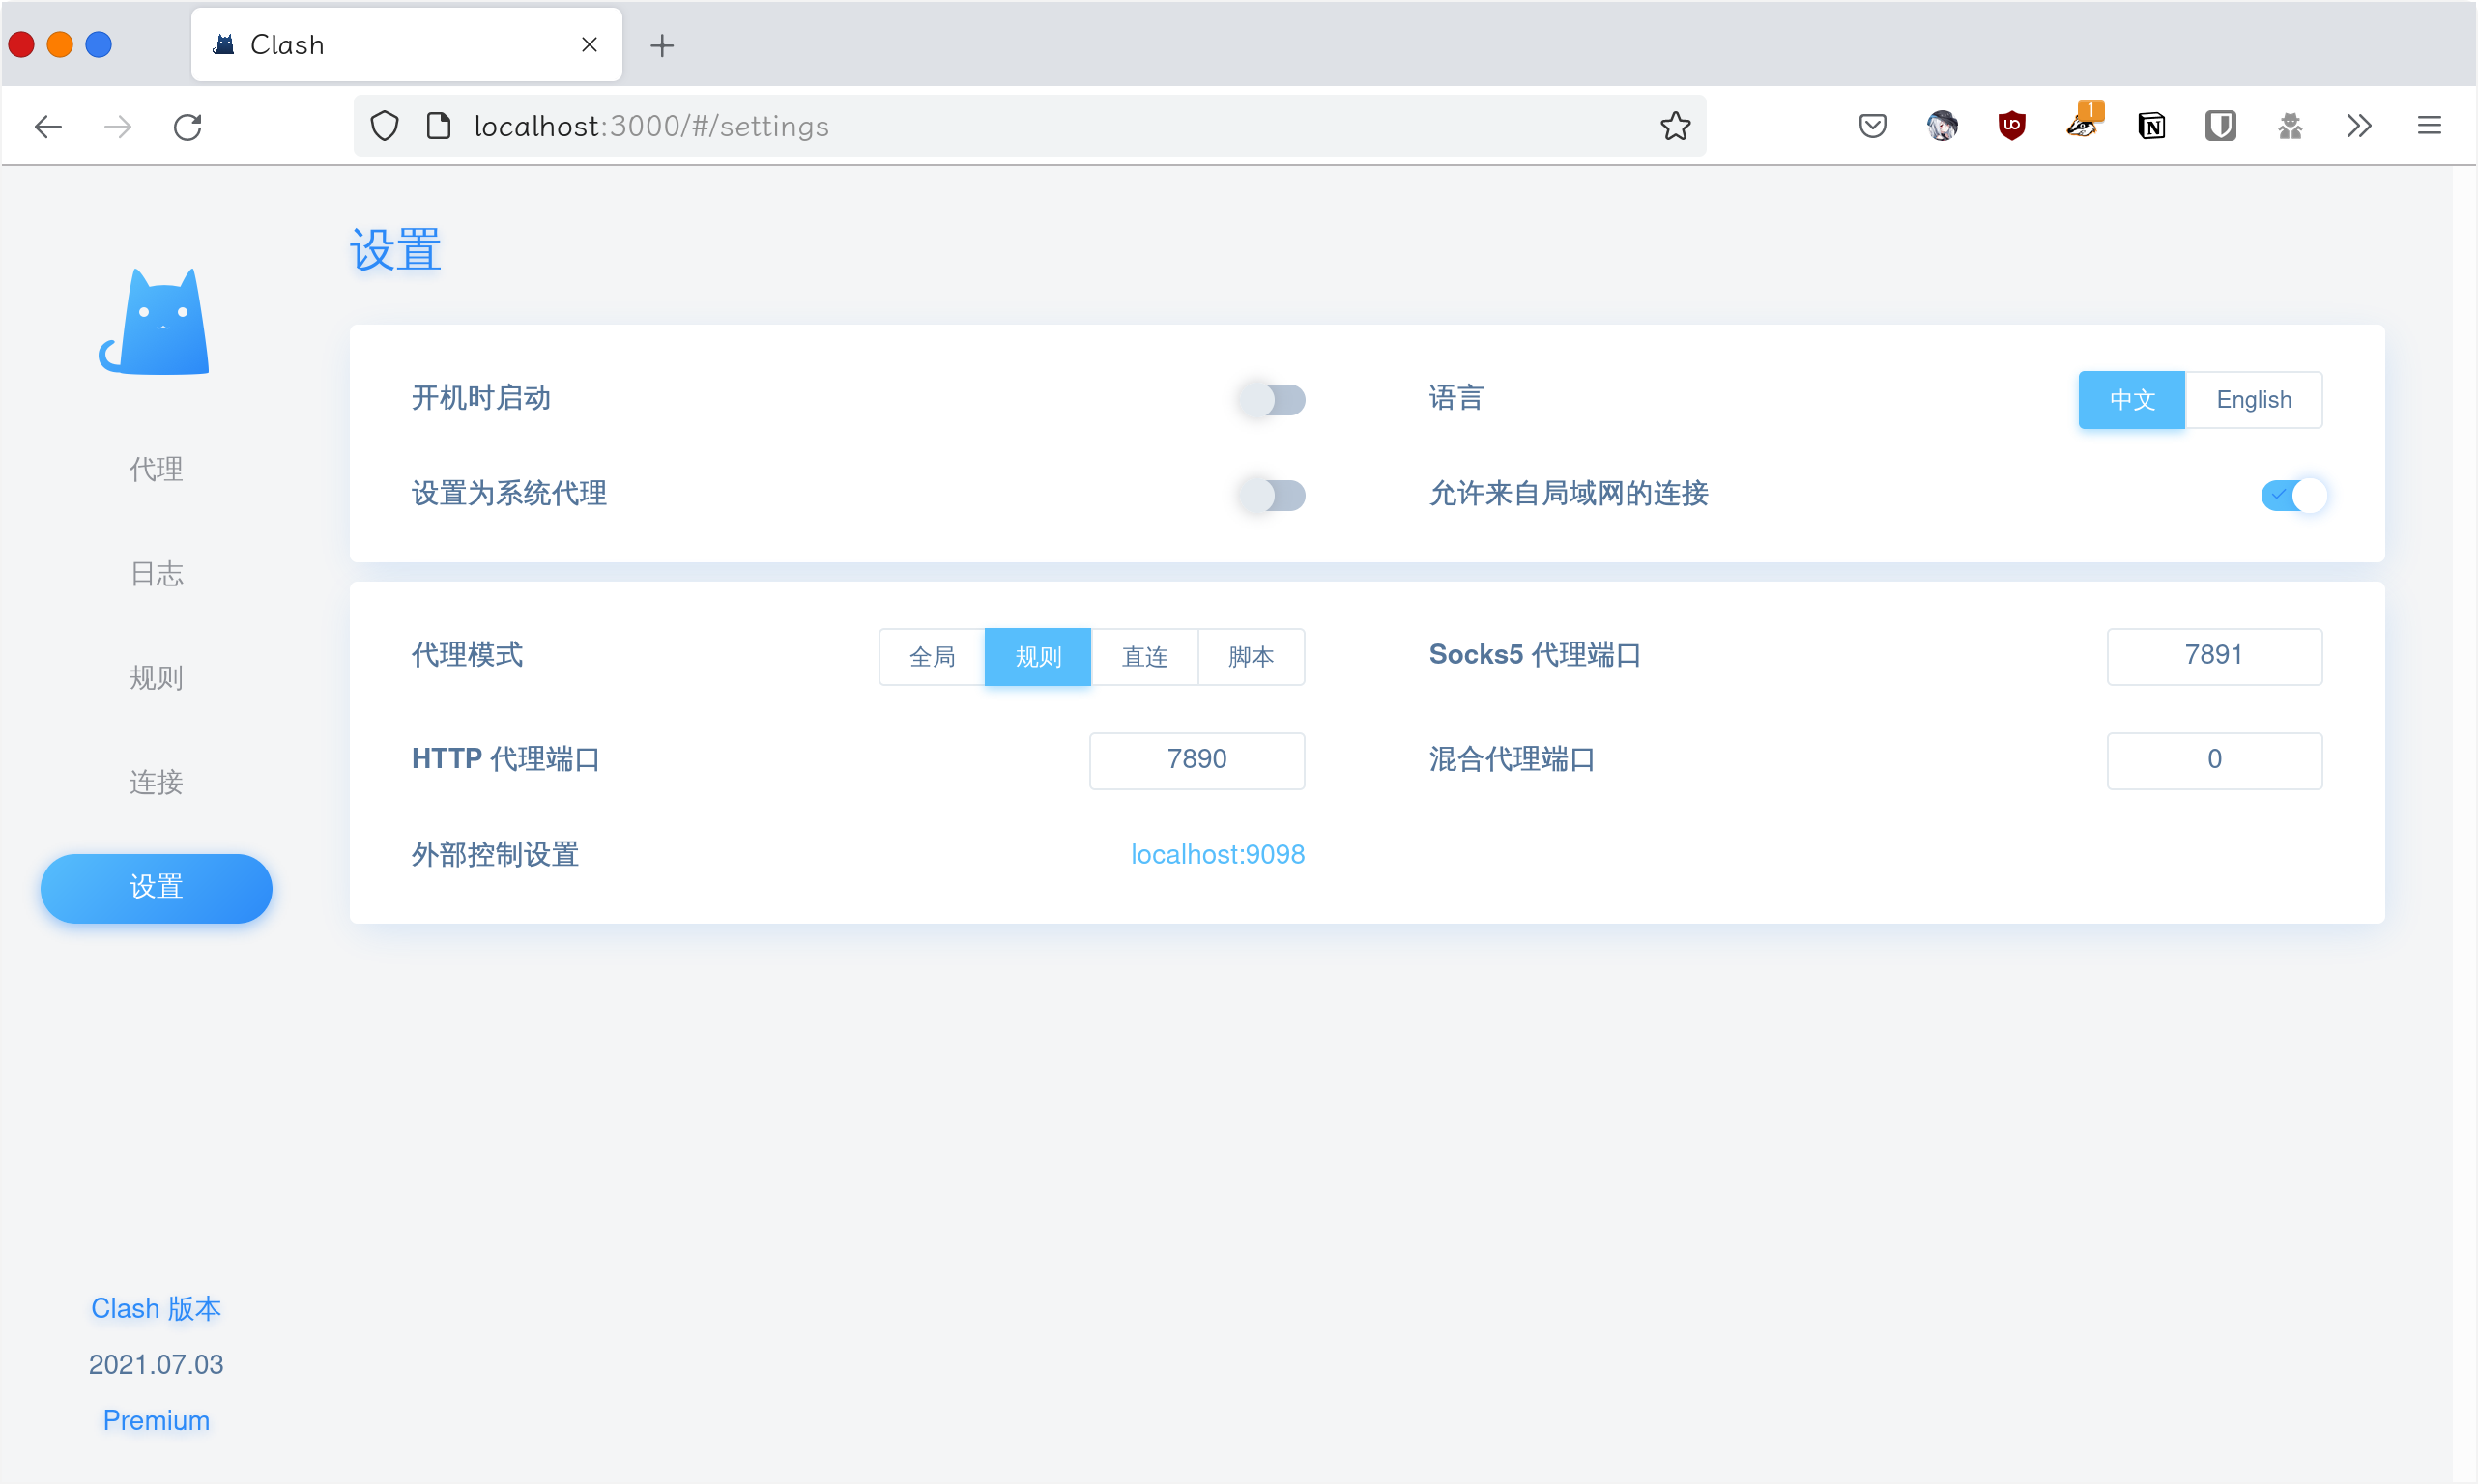 Clash
localhost:3000/#/settings
1
设置
开机时启动
语言
中文 English
设置为系统代理
允许来自局域网的连接
代理
日志
规则
连接
设置
代理模式
全局 规则 直连 脚本
Socks5 代理端口
7891
HTTP 代理端口
7890
混合代理端口
0
外部控制设置
localhost:9098
Clash 版本
2021.07.03
Premium